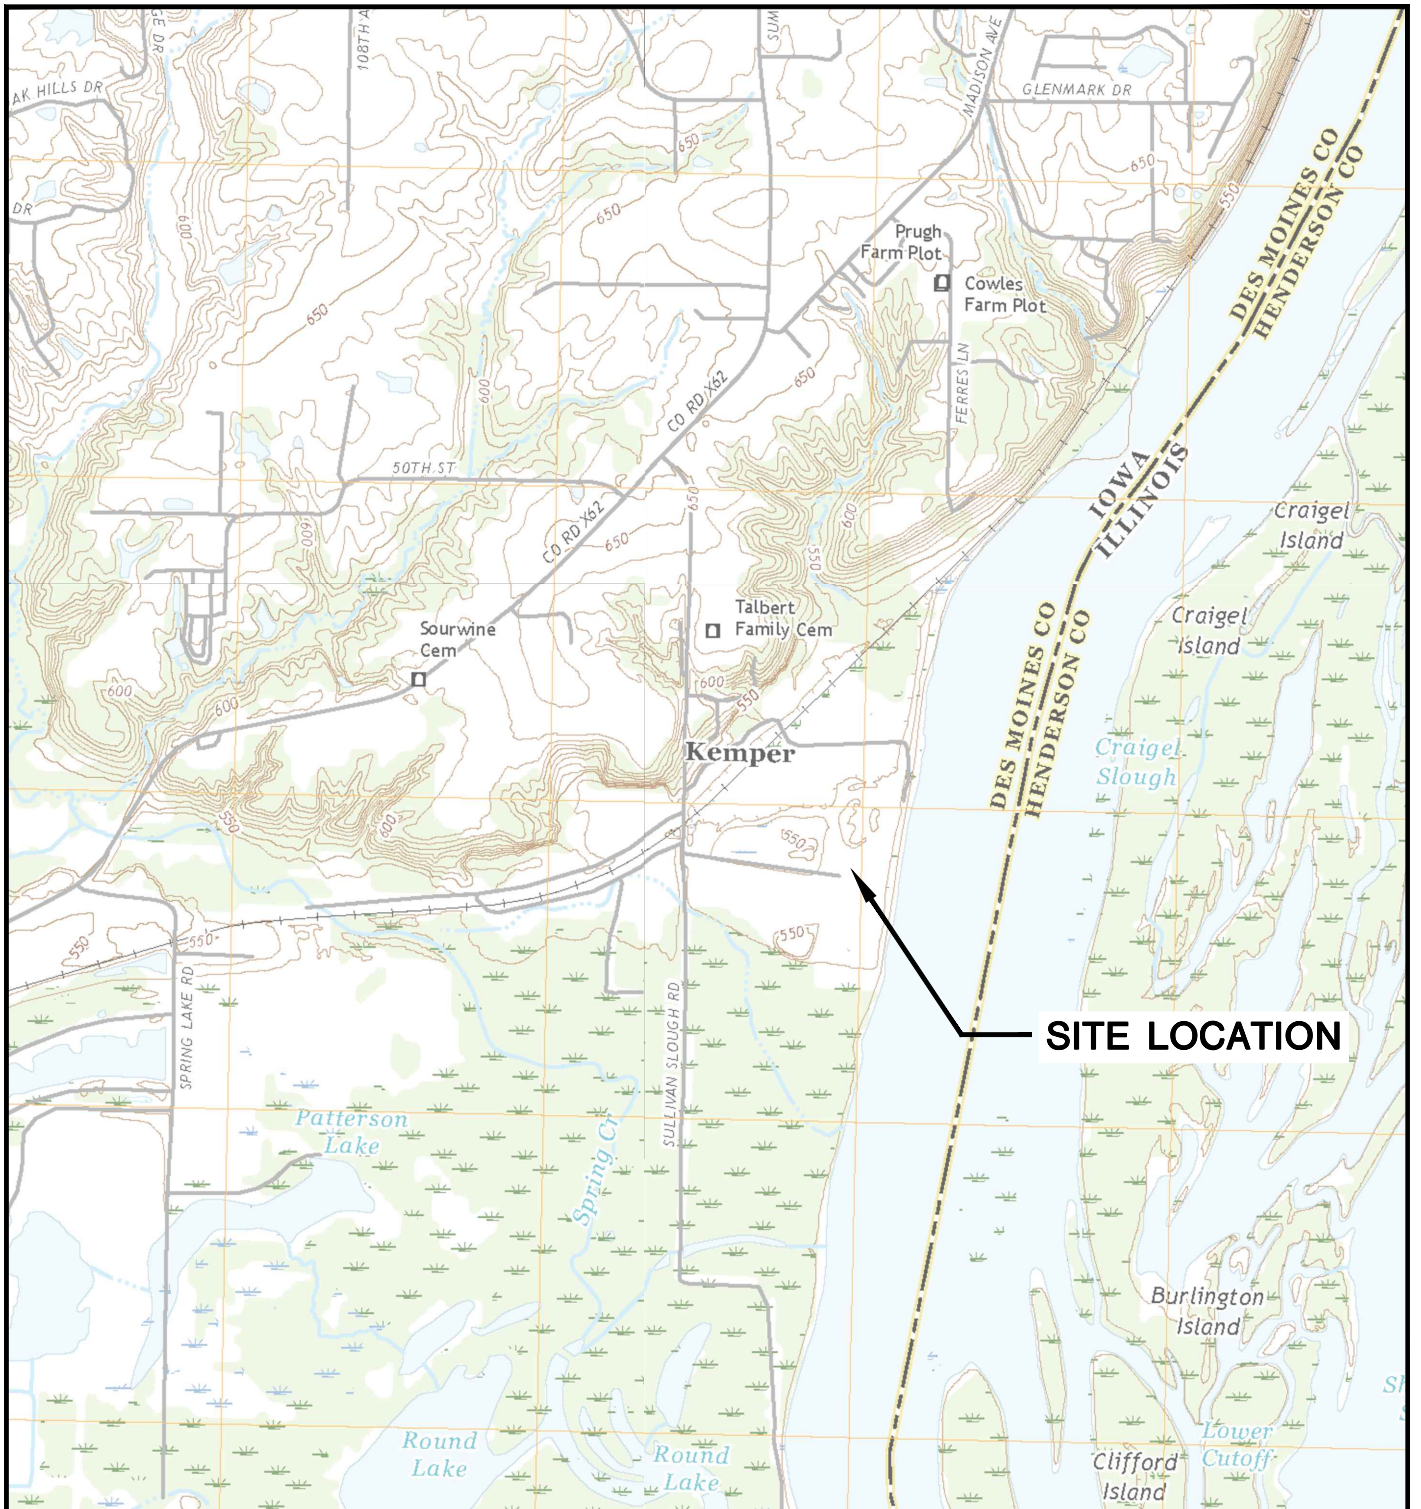 108TH A
SUM
MADISON AVE
AK HILLS DR
GLENMARK DR
650
650
DES MOINES CO
HENDERSON CO
550
DR
600
650
Prugh
Farm Plot
Cowles
Farm Plot
650
FERRES LN
650
600
CO RD X62
50TH ST
IOWA
ILLINOIS
650
600
600
CO RD X62
650
550
Craigel
Island
Talbert
Family Cem
Sourwine
Cem
Craigel
Island
DES MOINES CO
HENDERSON CO
600
600
600
550
Kemper
Craigel
Slough
550
600
550
550
550
550
SPRING LAKE RD
SULLIVAN SLOUGH RD
SITE LOCATION
Patterson
Lake
Spring Cr
Burlington
Island
Round
Lake
Round
Lake
Lower
Cutoff
Clifford
Island